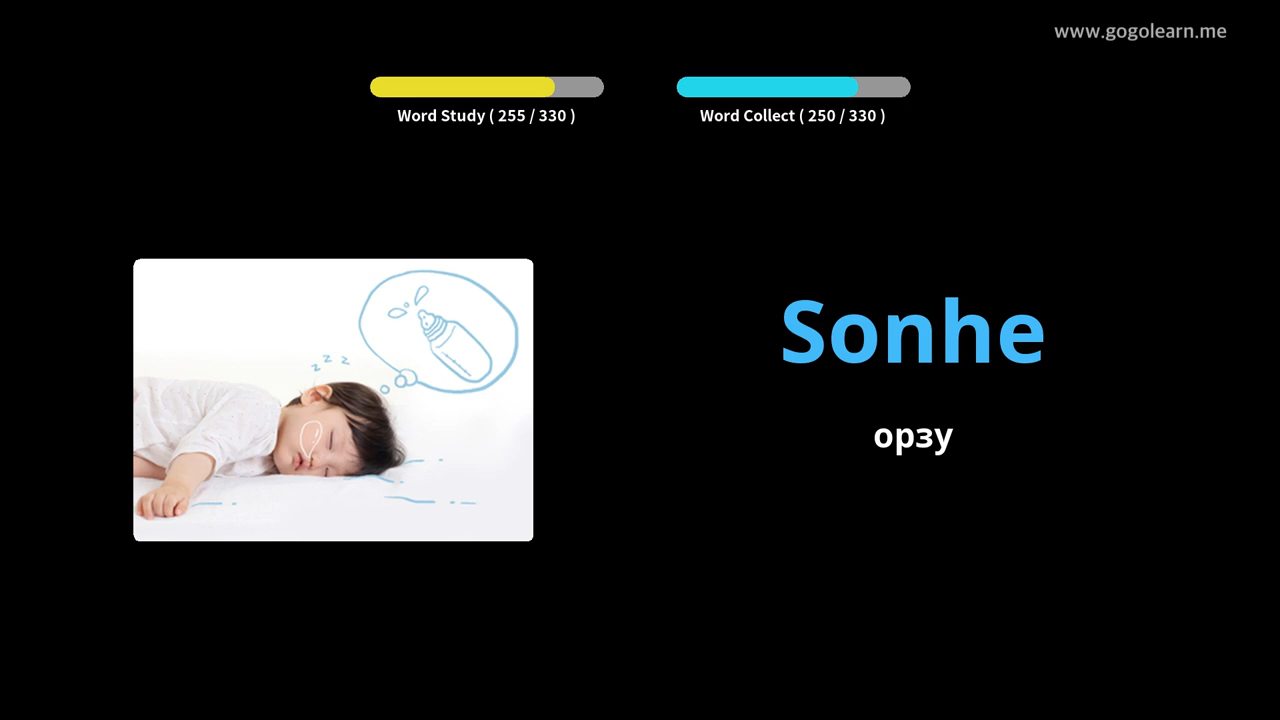 www.gogolearn.me
Word Study ( 255 / 330 )
Word Collect ( 250 / 330 )
z z z
Sonhe
орзу